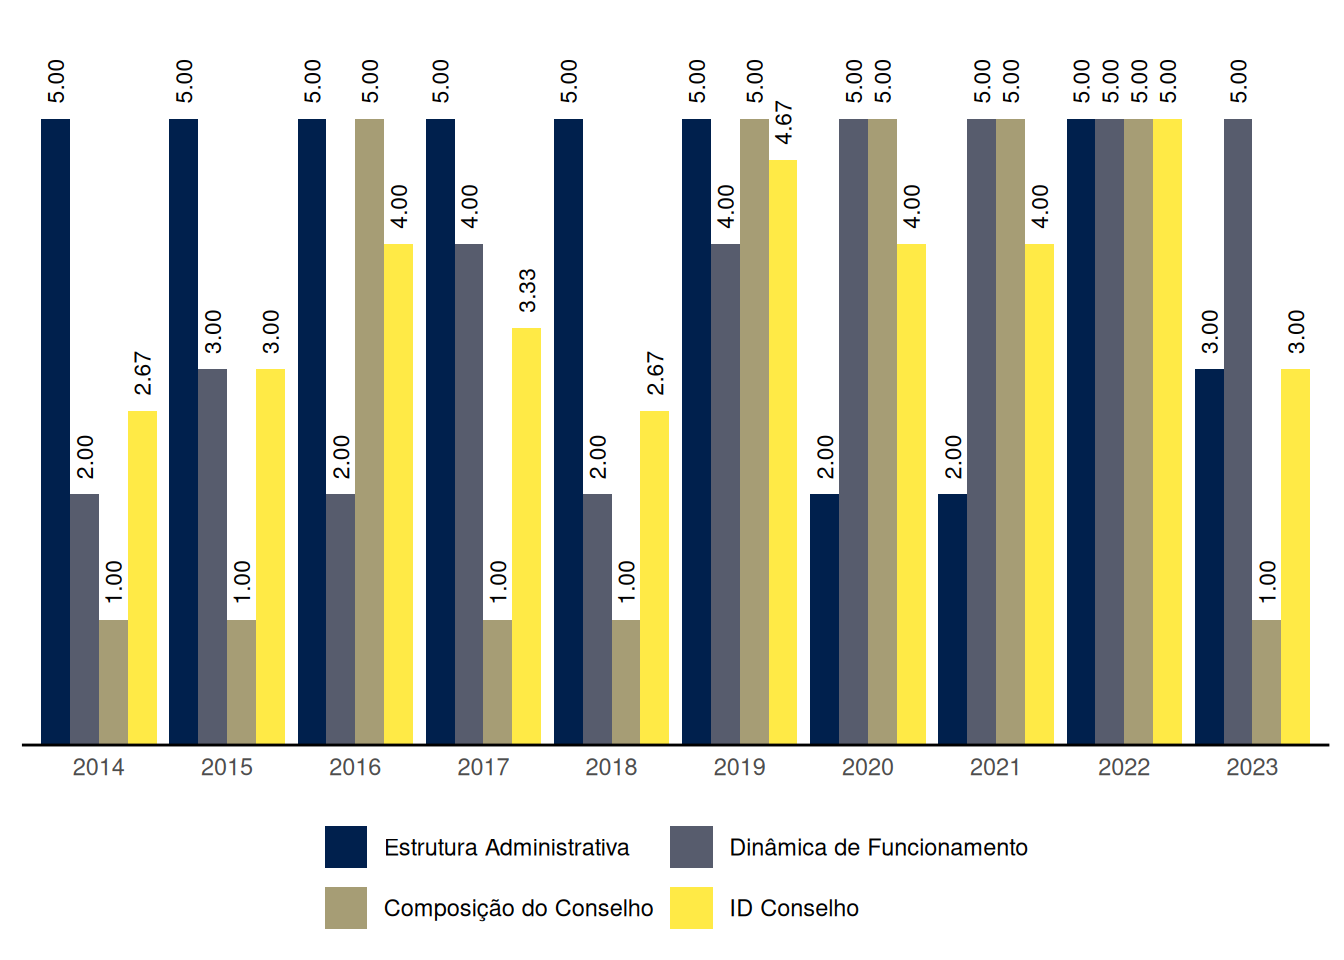 5.00 2.00 1.00 2.67 5.00 3.00 1.00 3.00 5.00 2.00 5.00 4.00 5.00 4.00 1.00 3.33 5.00 2.00 1.00 2.67 5.00 4.00 5.00 4.67 2.00 5.00 5.00 4.00 2.00 5.00 5.00 4.00 5.00 5.00 5.00 5.00 3.00 5.00 1.00 3.00
2014 2015 2016 2017 2018 2019 2020 2021 2022 2023
Estrutura Administrativa Dinâmica de Funcionamento
Composição do Conselho ID Conselho